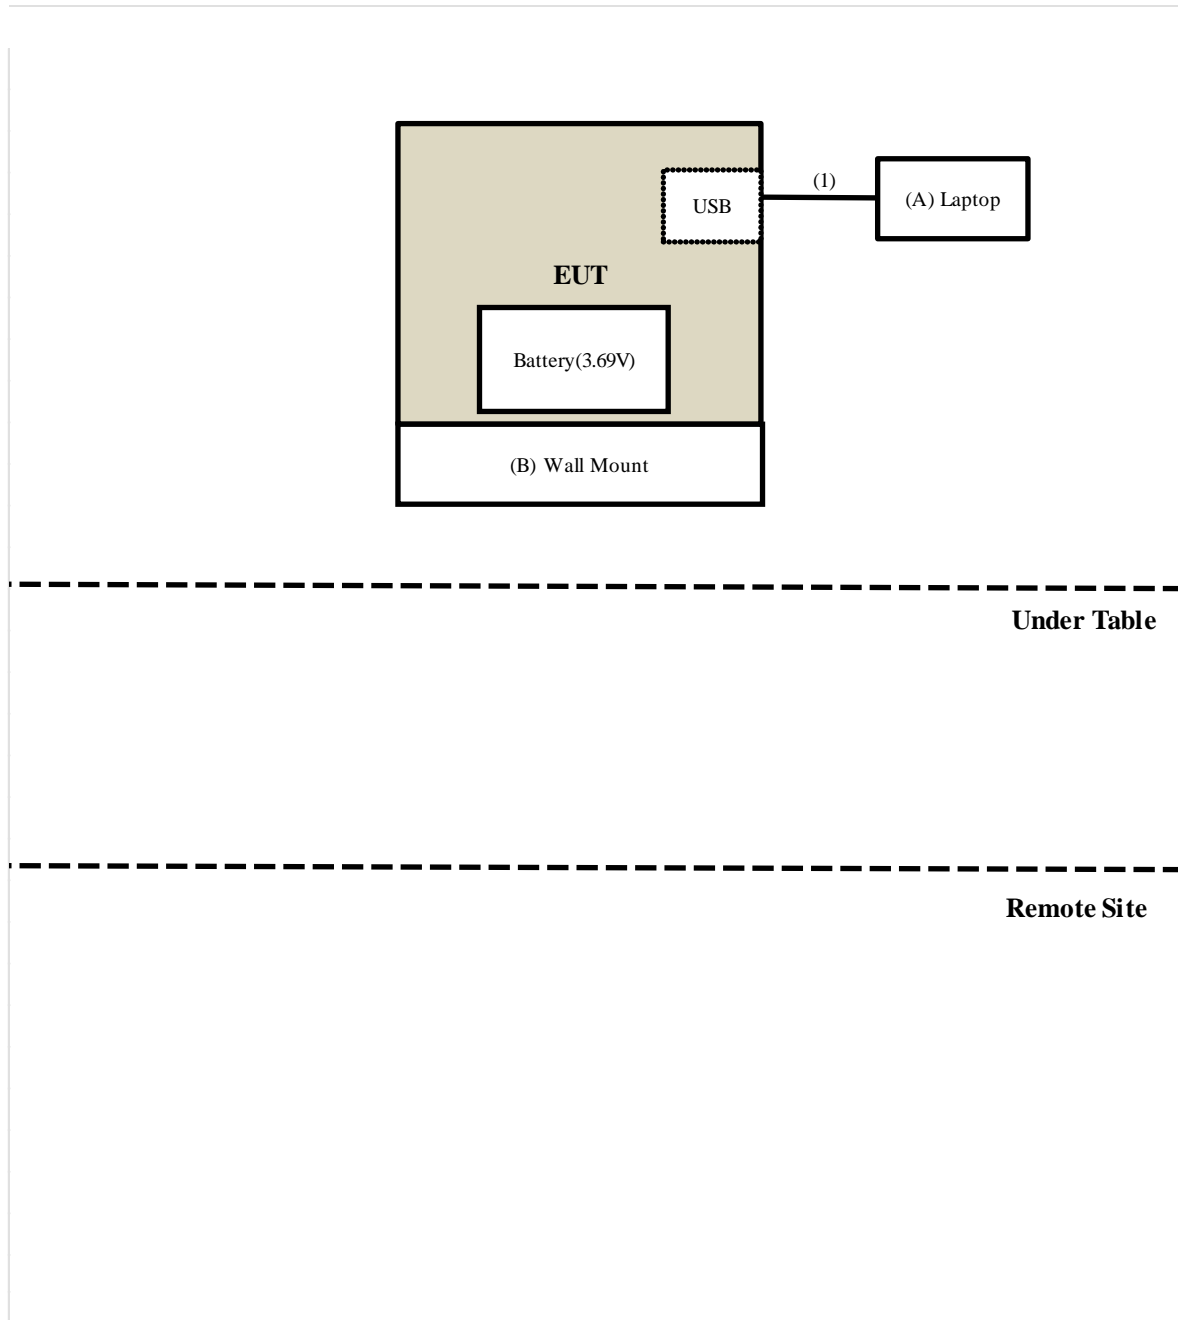 (1)
USB
(A) Laptop
EUT
Battery(3.69V)
(B) Wall Mount
Under Table
Remote Site